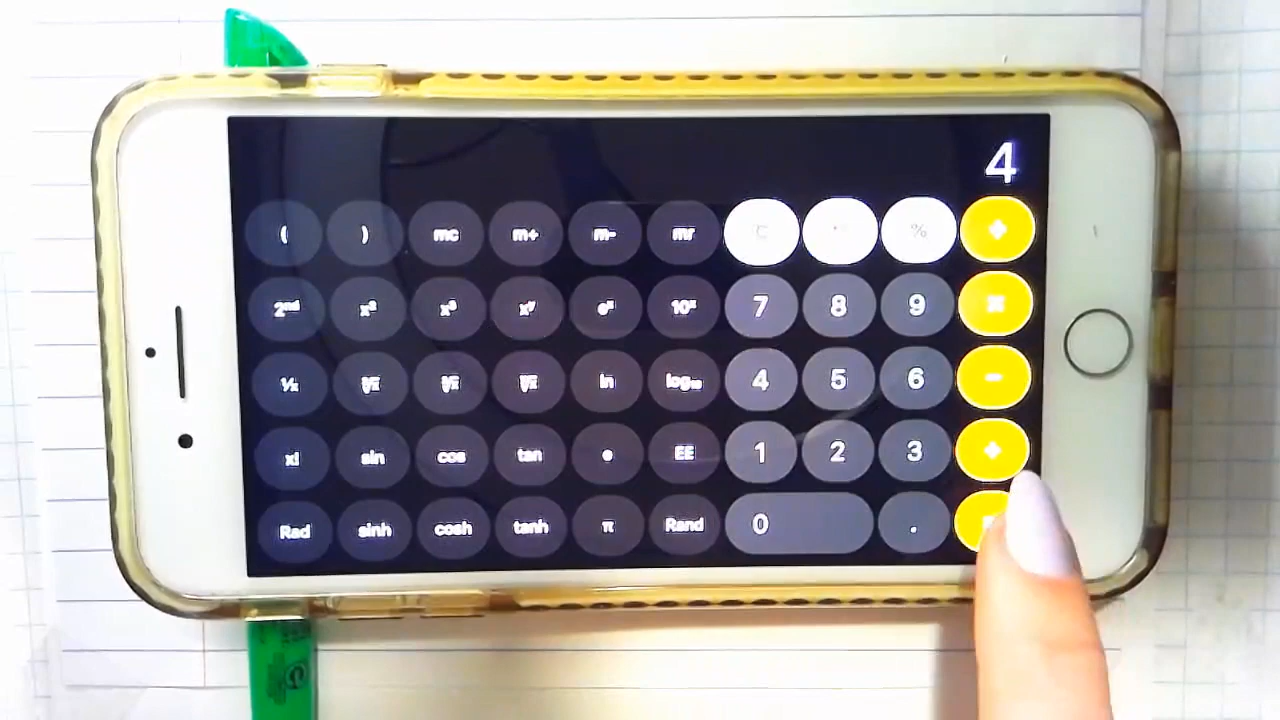 4
( ) mc m+ m- mr C %
2ⁿᵈ x² x³ xʸ eˣ 10ˣ 7 8 9 ×
¹/x ²√x ³√x ʸ√x ln log₁₀ 4 5 6 −
x! sin cos tan e EE 1 2 3 +
Rad sinh cosh tanh π Rand 0 .